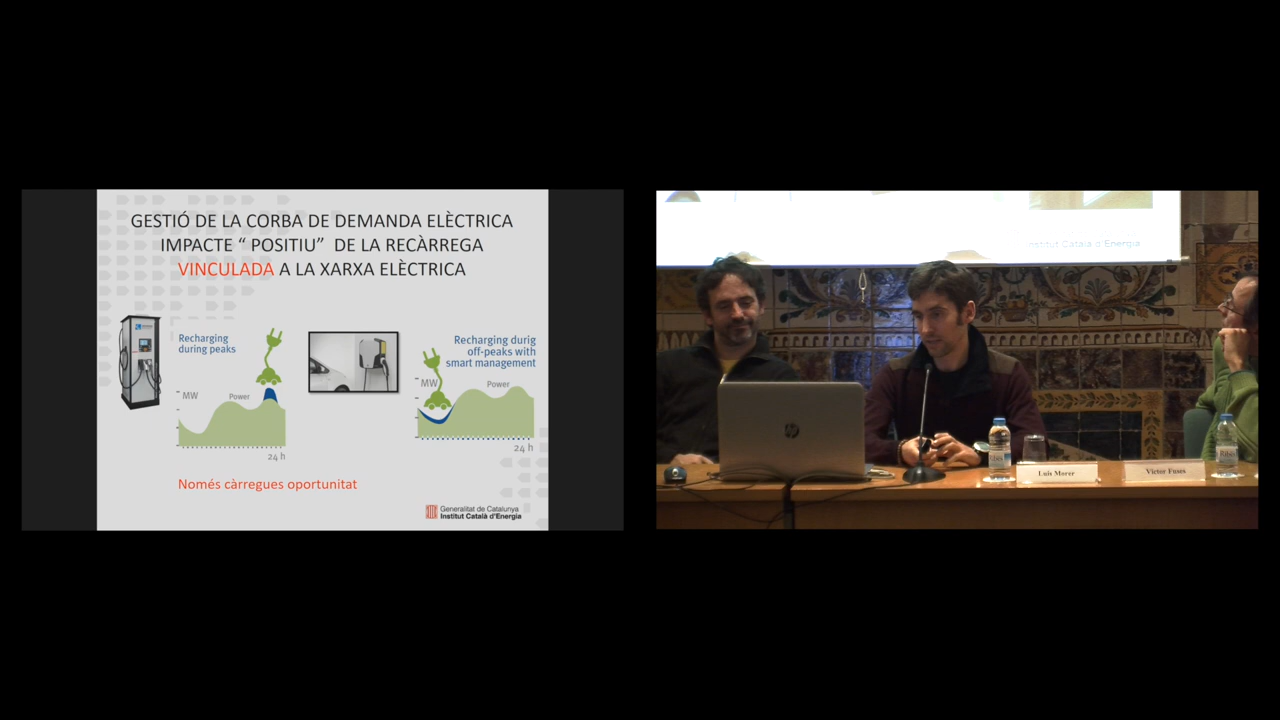 GESTIÓ DE LA CORBA DE DEMANDA ELÈCTRICA
IMPACTE “ POSITIU” DE LA RECÀRREGA
VINCULADA A LA XARXA ELÈCTRICA
Recharging
during peaks
MW
Power
24 h
Recharging durig
off-peaks with
smart management
MW
Power
24 h
Només càrregues oportunitat
Generalitat de Catalunya
Institut Català d'Energia
Institut Català d'Energia
hp
Luis Morer
Víctor Fuses